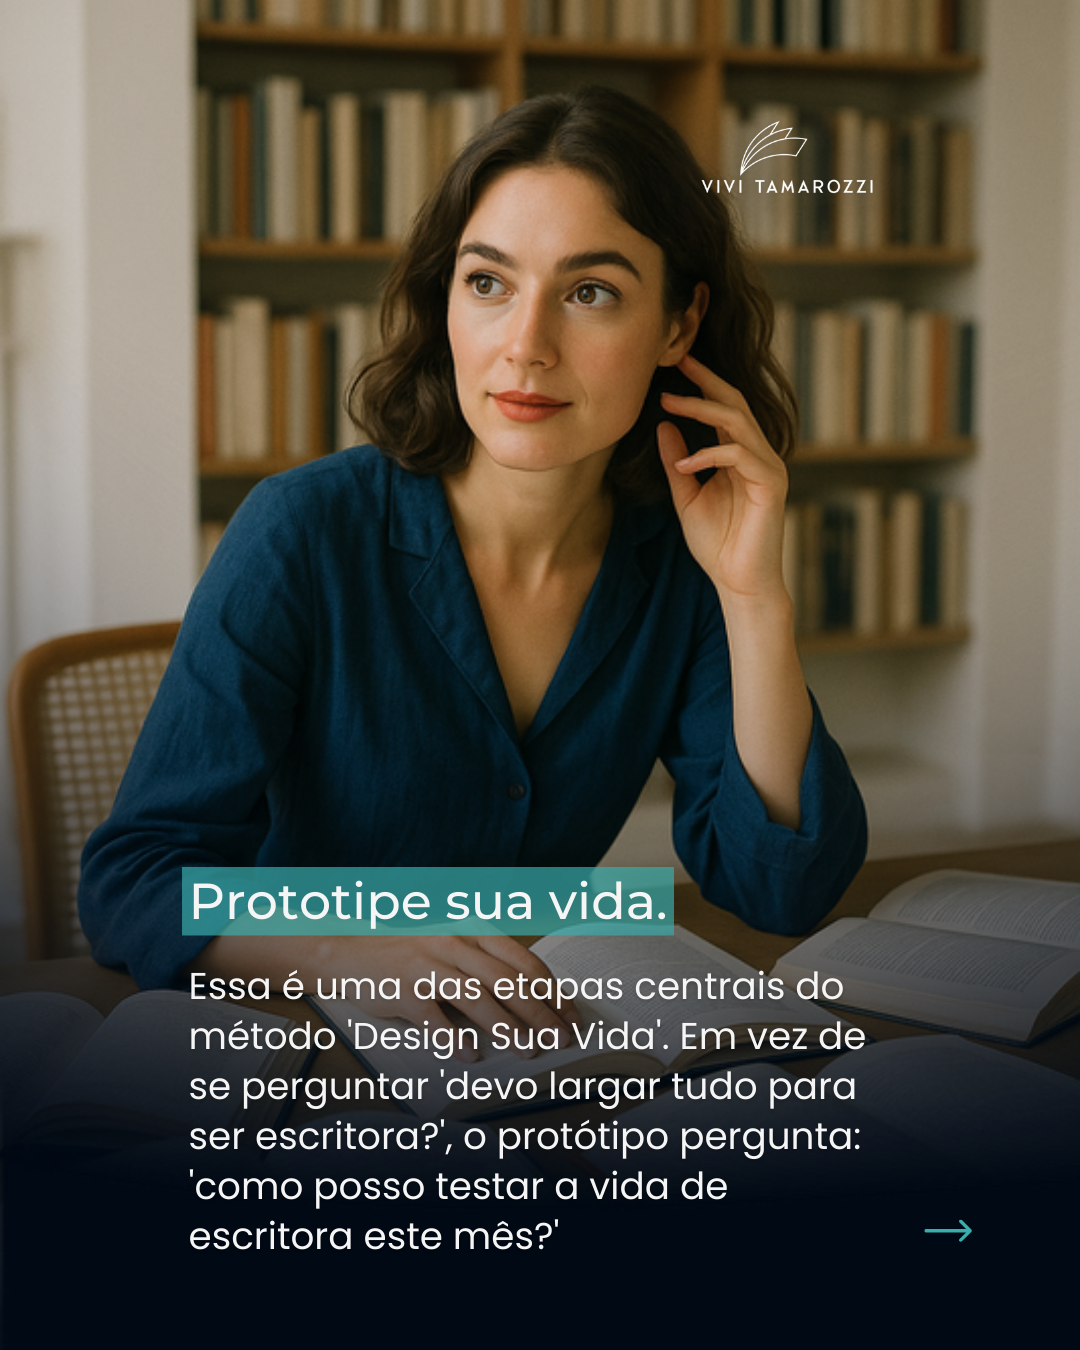 VIVI TAMAROZZI
Prototipe sua vida.
Essa é uma das etapas centrais do
método 'Design Sua Vida'. Em vez de
se perguntar 'devo largar tudo para
ser escritora?', o protótipo pergunta:
'como posso testar a vida de
escritora este mês?'